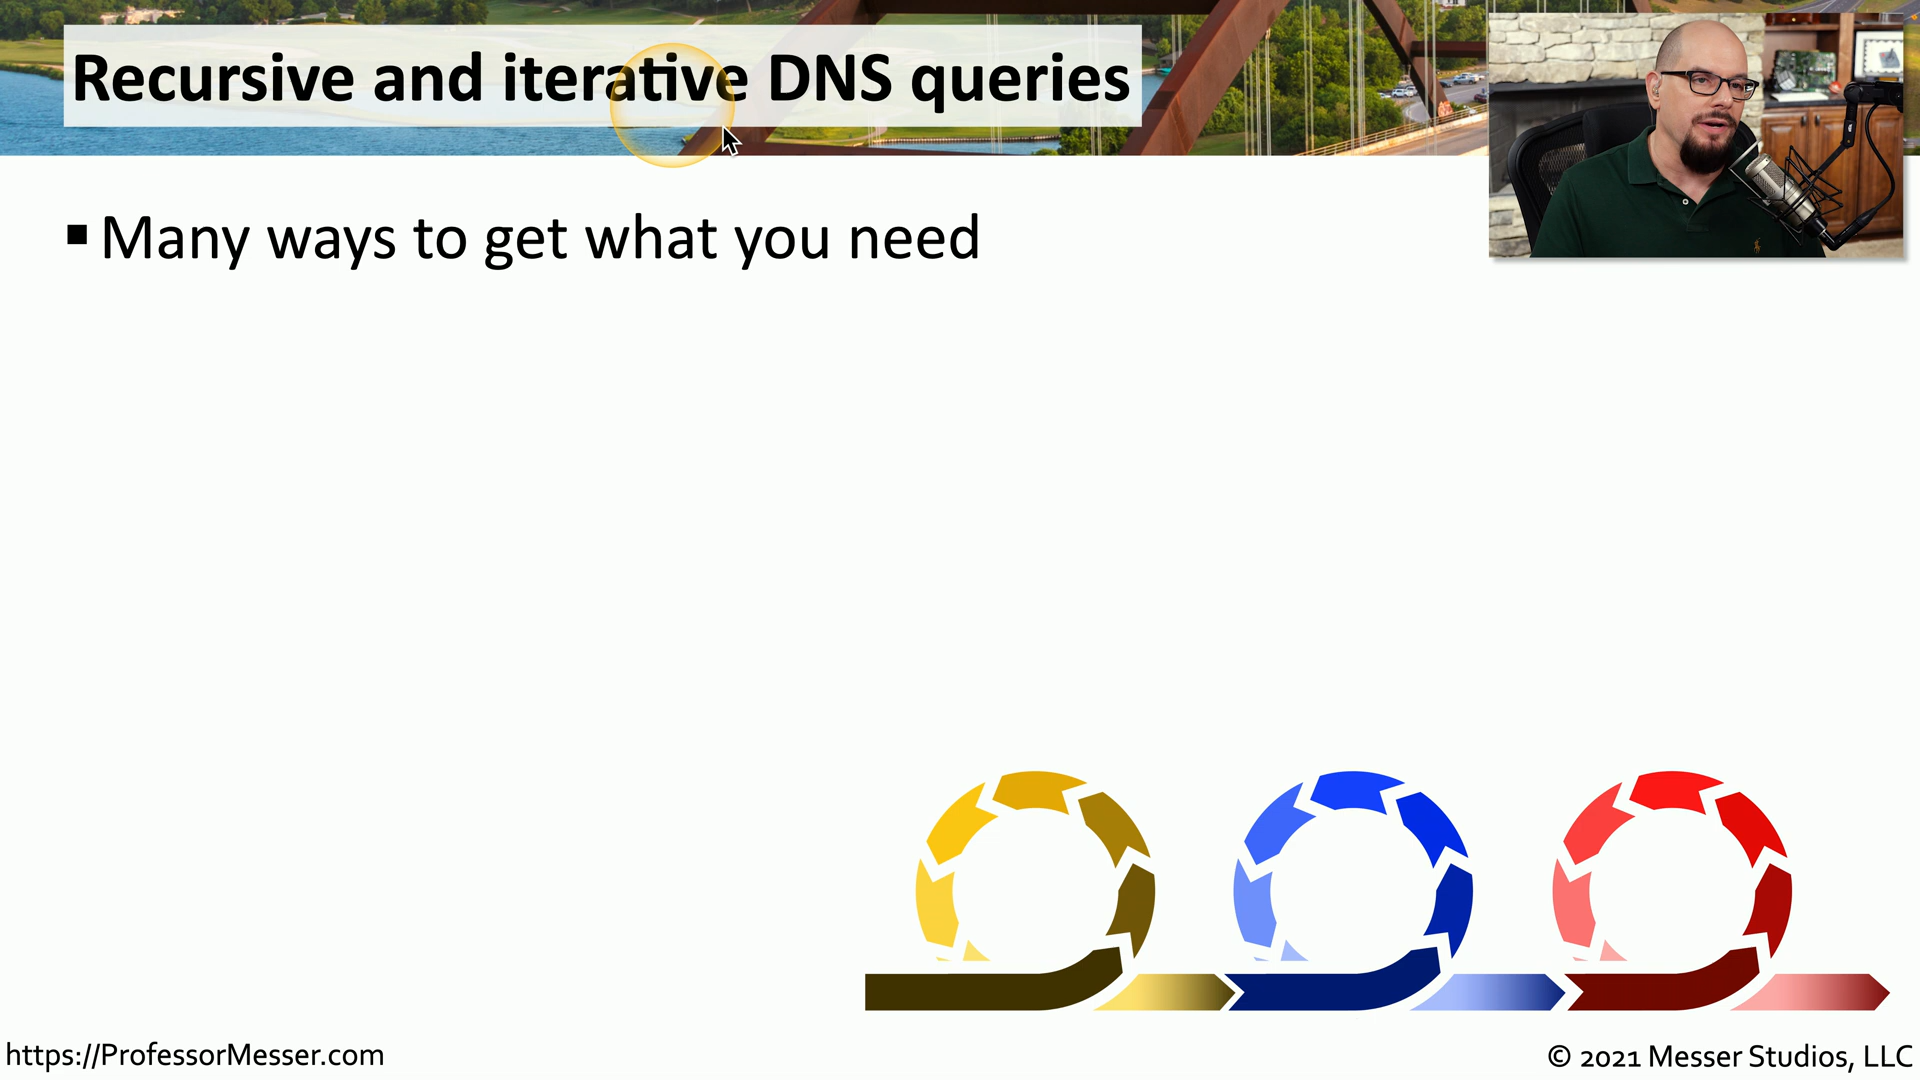 Recursive and iterative DNS queries
▪ Many ways to get what you need
https://ProfessorMesser.com
© 2021 Messer Studios, LLC